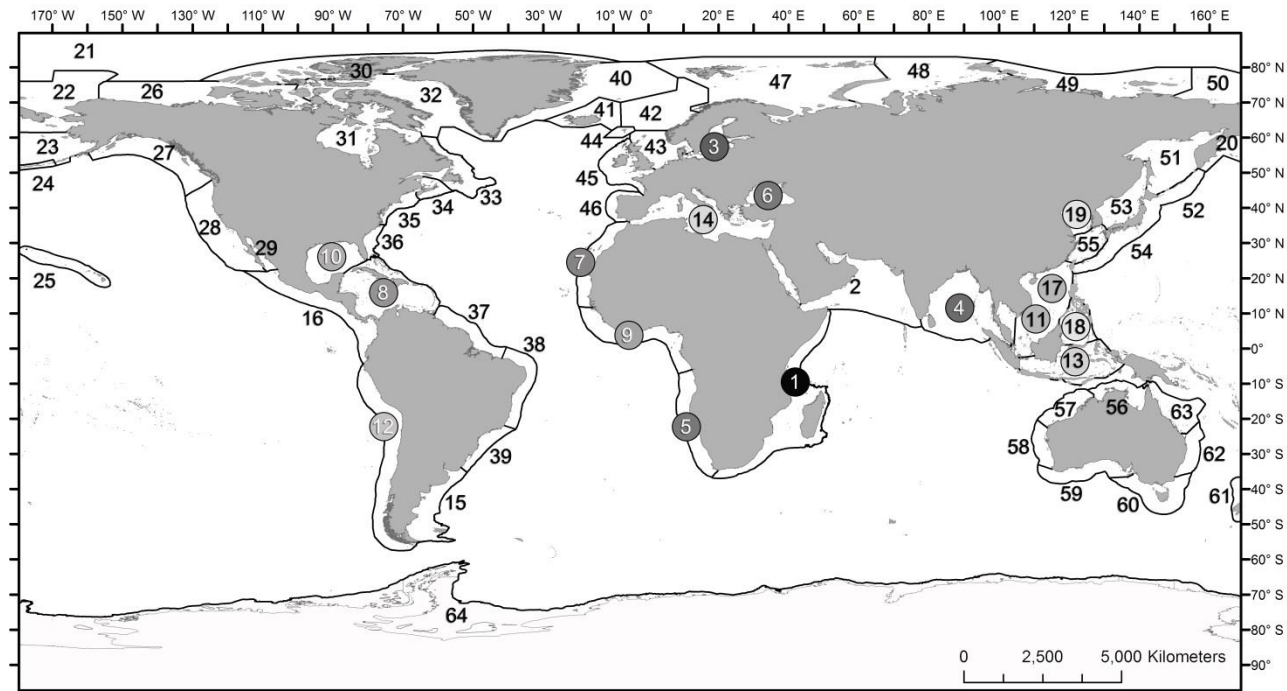 170° W 150° W 130° W 110° W 90° W 70° W 50° W 30° W 10° W 0° 20° E 40° E 60° E 80° E 100° E 120° E 140° E 160° E
21
30 40 47 48 49 50 80° N
22 26 32 41 42 70° N
23 27 31 44 43 3 51 20 60° N
24 33 45 50° N
28 34 35 46 14 6 19 53 52 40° N
29 36 10 55 54 30° N
25 7 2 20° N
16 8 37 4 17 11 18 10° N
38 9 13 0°
1 57 56 63 10° S
12 5 20° S
39 58 62 30° S
15 59 60 61 40° S
50° S
60° S
70° S
64 80° S
0 2,500 5,000 Kilometers 90°